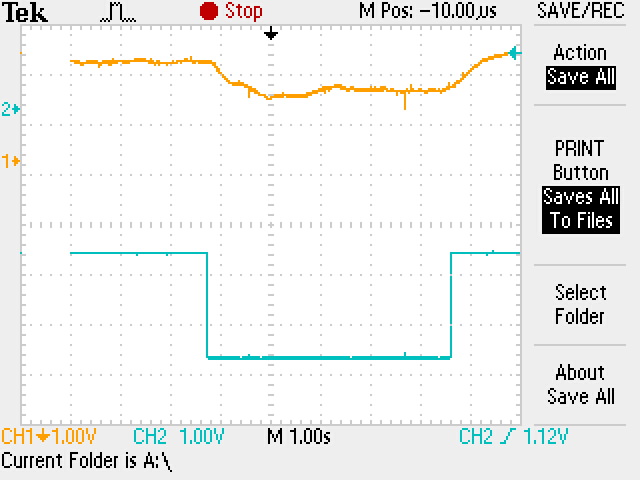 Tek Stop M Pos: -10.00µs SAVE/REC
Action
Save All
2
PRINT
Button
1
Saves All
To Files
Select
Folder
About
Save All
CH1 1.00V CH2 1.00V M 1.00s CH2 1.12V
Current Folder is A:\